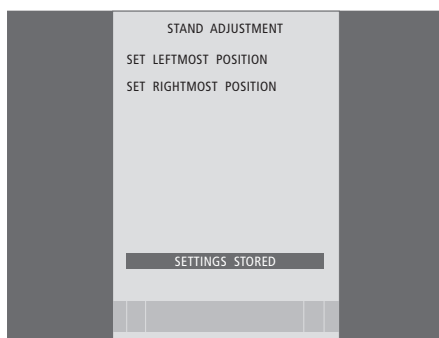 STAND ADJUSTMENT
SET LEFTMOST POSITION
SET RIGHTMOST POSITION
SETTINGS STORED